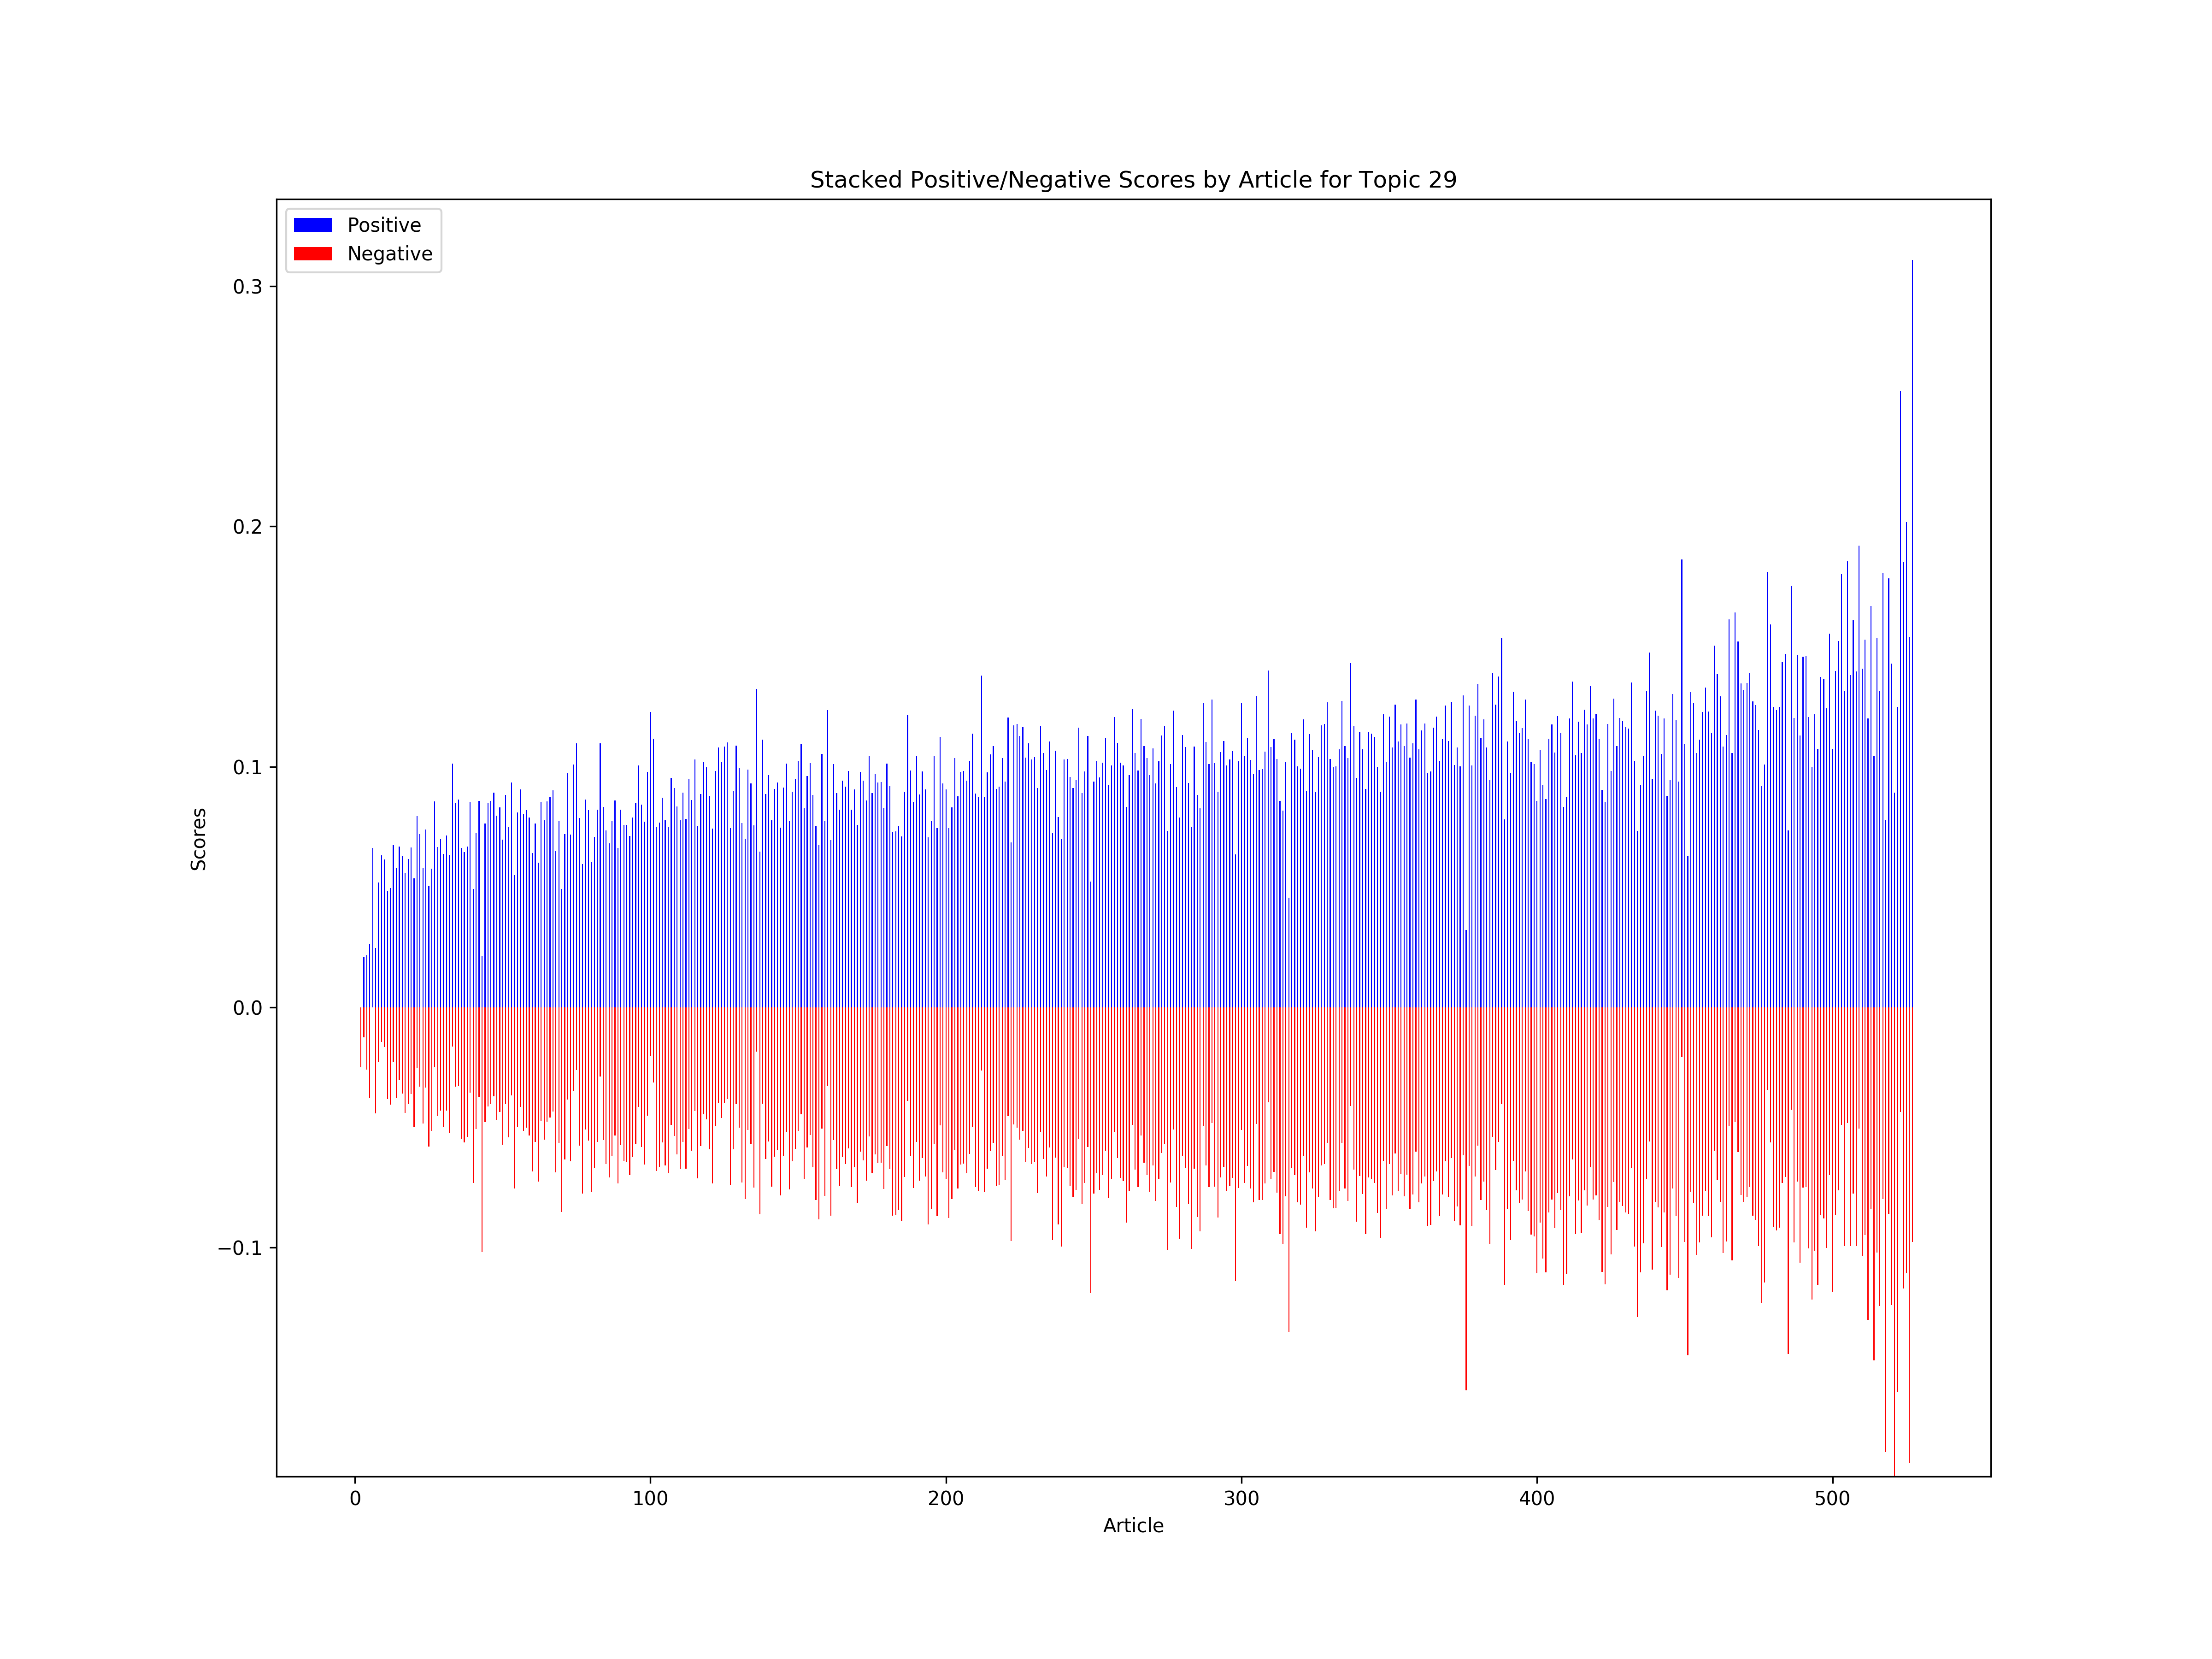 Stacked Positive/Negative Scores by Article for Topic 29
Positive
Negative
0.3
0.2
0.1
0.0
−0.1
Scores
0 100 200 300 400 500
Article